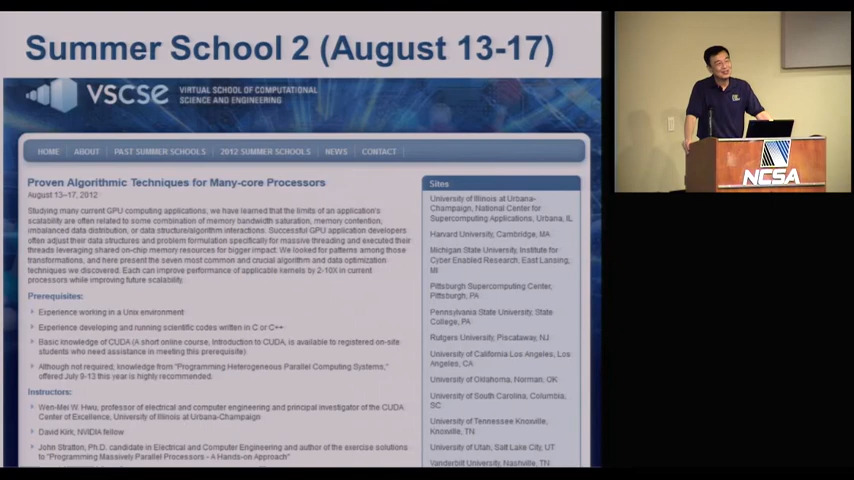 Summer School 2 (August 13-17)
VSCSE
VIRTUAL SCHOOL OF COMPUTATIONAL
SCIENCE AND ENGINEERING
HOME
ABOUT
PAST SUMMER SCHOOLS
2012 SUMMER SCHOOLS
NEWS
CONTACT
Proven Algorithmic Techniques for Many-core Processors
August 13–17, 2012
Studying many current GPU computing applications, we have learned that the limits of an application's
scalability are often related to some combination of memory bandwidth saturation, memory contention,
imbalanced data distribution, or data structure/algorithm interactions. Successful GPU application developers
often adjust their data structures and problem formulation specifically for massive threading and executed their
threads leveraging shared on-chip memory resources for bigger impact. We looked for patterns among those
transformations, and here present the seven most common and crucial algorithm and data optimization
techniques we discovered. Each can improve performance of applicable kernels by 2-10X in current
processors while improving future scalability.
Prerequisites:
Experience working in a Unix environment
Experience developing and running scientific codes written in C or C++
Basic knowledge of CUDA (A short online course, Introduction to CUDA, is available to registered on-site
students who need assistance in meeting this prerequisite)
Although not required, knowledge from "Programming Heterogeneous Parallel Computing Systems,"
offered July 9-13 this year is highly recommended.
Instructors:
Wen-Mei W. Hwu, professor of electrical and computer engineering and principal investigator of the CUDA
Center of Excellence, University of Illinois at Urbana-Champaign
David Kirk, NVIDIA fellow
John Stratton, Ph.D. candidate in Electrical and Computer Engineering and author of the exercise solutions
to "Programming Massively Parallel Processors - A Hands-on Approach"
Sites
University of Illinois at Urbana-
Champaign, National Center for
Supercomputing Applications, Urbana, IL
Harvard University, Cambridge, MA
Michigan State University, Institute for
Cyber Enabled Research, East Lansing,
MI
Pittsburgh Supercomputing Center,
Pittsburgh, PA
Pennsylvania State University, State
College, PA
Rutgers University, Piscataway, NJ
University of California Los Angeles, Los
Angeles, CA
University of Oklahoma, Norman, OK
University of South Carolina, Columbia,
SC
University of Tennessee Knoxville,
Knoxville, TN
University of Utah, Salt Lake City, UT
Vanderbilt University, Nashville, TN
NCSA